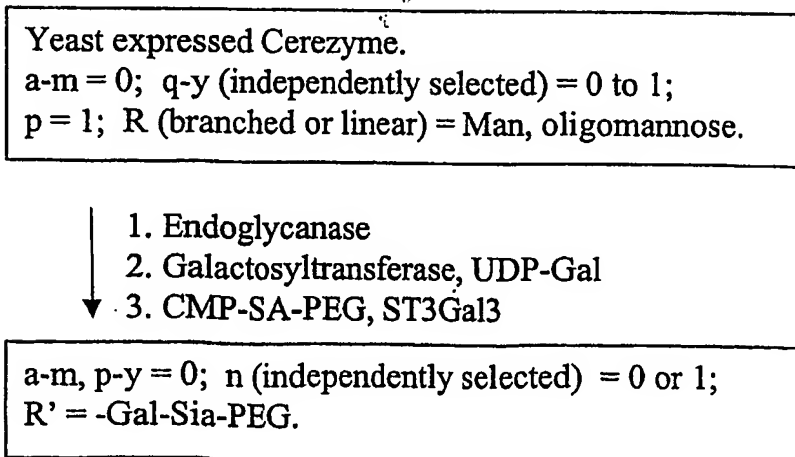 Yeast expressed Cerezyme.
a-m = 0; q-y (independently selected) = 0 to 1;
p = 1; R (branched or linear) = Man, oligomannose.
1. Endoglycanase
2. Galactosyltransferase, UDP-Gal
3. CMP-SA-PEG, ST3Gal3
a-m, p-y = 0; n (independently selected) = 0 or 1;
R' = -Gal-Sia-PEG.